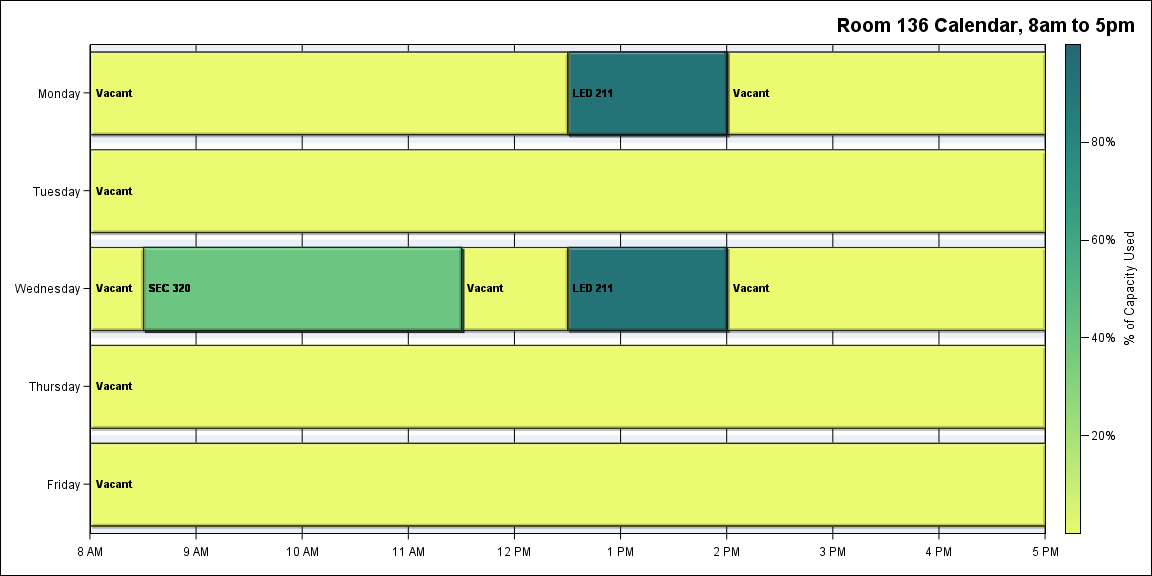 Room 136 Calendar, 8am to 5pm
Monday
Vacant
LED 211
Vacant
80%
Tuesday
Vacant
60%
Wednesday
Vacant
SEC 320
Vacant
LED 211
Vacant
% of Capacity Used
40%
Thursday
Vacant
20%
Friday
Vacant
8 AM
9 AM
10 AM
11 AM
12 PM
1 PM
2 PM
3 PM
4 PM
5 PM